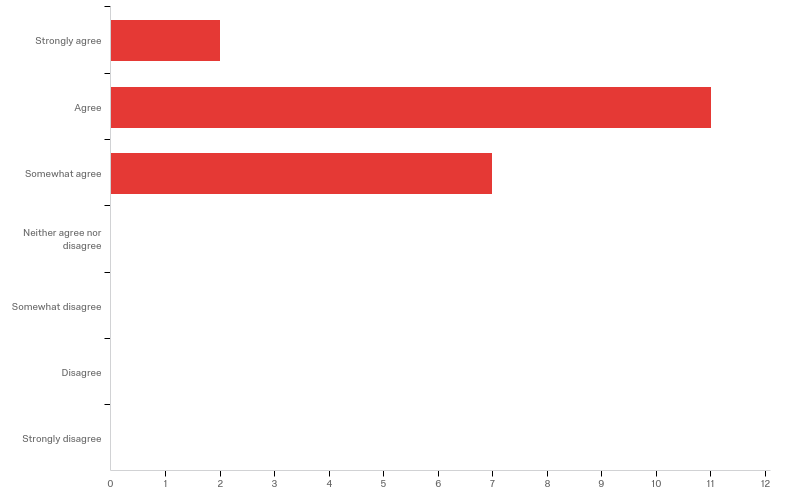 Strongly agree
Agree
Somewhat agree
Neither agree nor
disagree
Somewhat disagree
Disagree
Strongly disagree
0 1 2 3 4 5 6 7 8 9 10 11 12